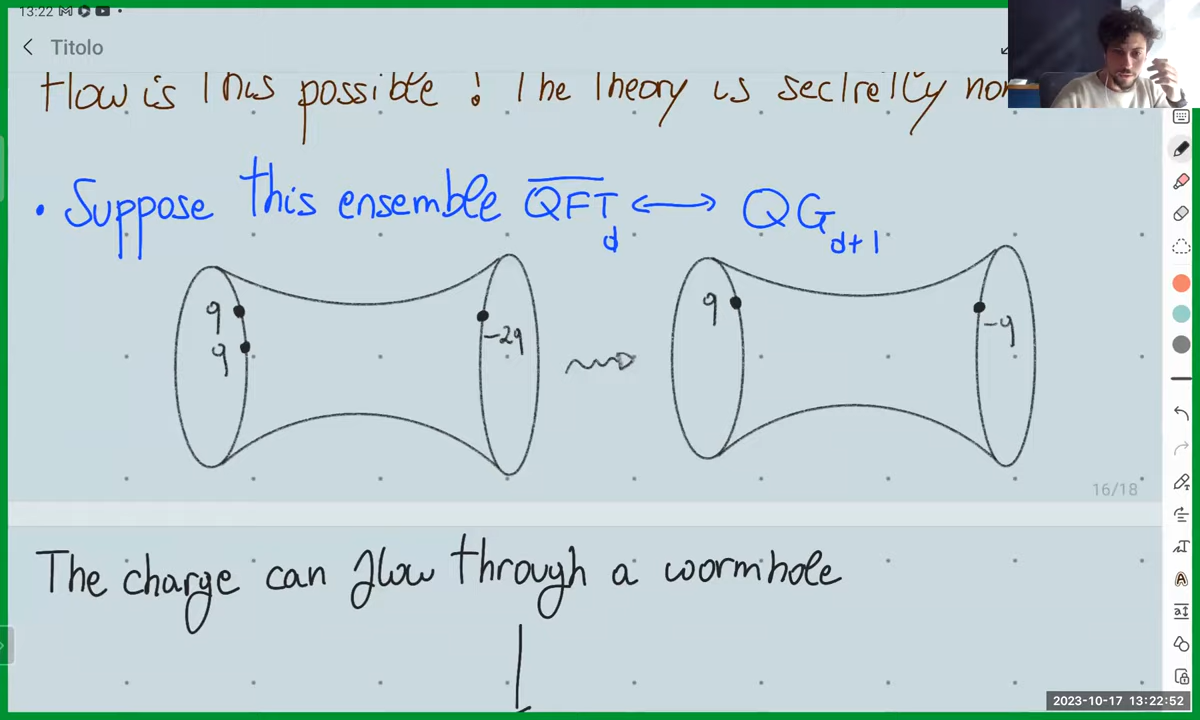 13:22
Titolo
How is this possible ! The Theory is secretelly
• Suppose this ensemble QFT_d ⟷ QG_d+1
q
q
-2q
q
-q
16/18
The charge can flow through a wormhole
2023-10-17 13:22:52